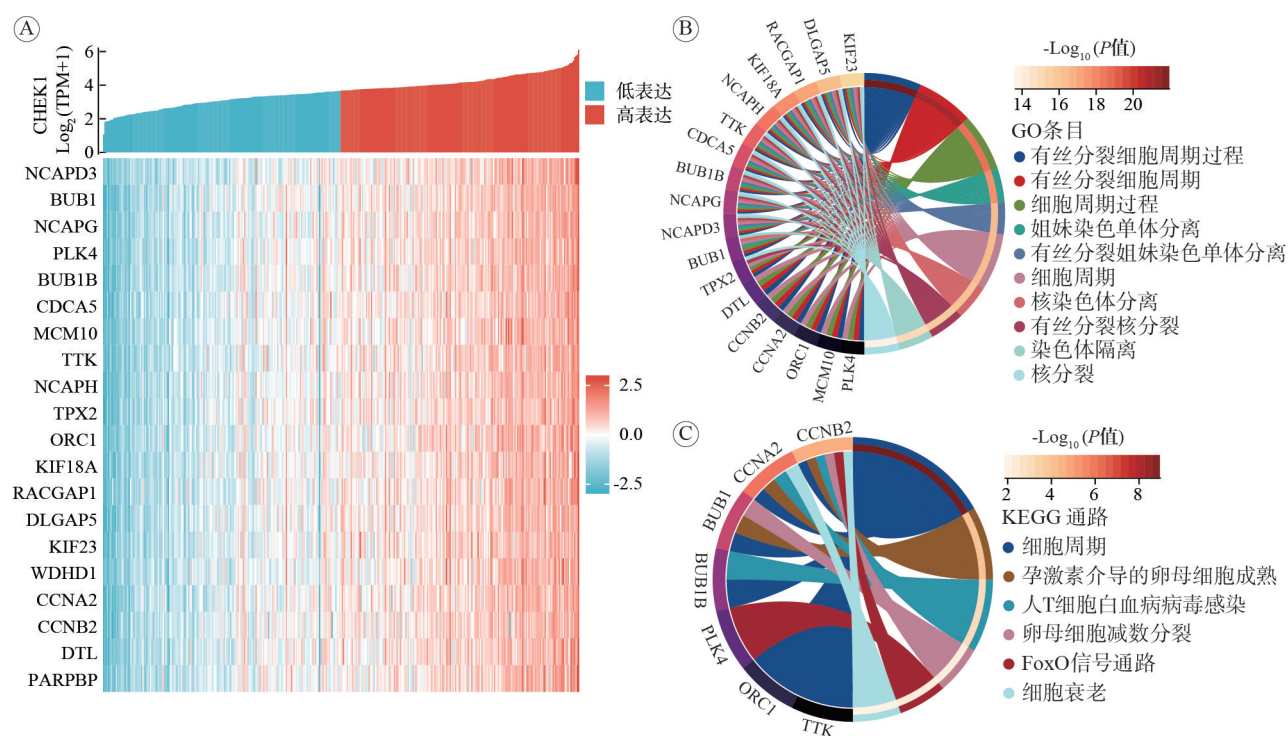 A
CHEK1
Log2(TPM+1)
6
4
2
0
低表达
高表达
NCAPD3
BUB1
NCAPG
PLK4
BUB1B
CDCA5
MCM10
TTK
NCAPH
TPX2
ORC1
KIF18A
RACGAP1
DLGAP5
KIF23
WDHD1
CCNA2
CCNB2
DTL
PARPBP
2.5
0.0
−2.5
B
KIF23
DLGAP5
RACGAP1
KIF18A
NCAPH
TTK
CDCA5
BUB1B
NCAPG
NCAPD3
BUB1
TPX2
DTL
CCNB2
CCNA2
ORC1
MCM10
PLK4
-Log10(P值)
14 16 18 20
GO条目
有丝分裂细胞周期过程
有丝分裂细胞周期
细胞周期过程
姐妹染色单体分离
有丝分裂姐妹染色单体分离
细胞周期
核染色体分离
有丝分裂核分裂
染色体隔离
核分裂
C
CCNB2
CCNA2
BUB1
BUB1B
PLK4
ORC1
TTK
-Log10(P值)
2 4 6 8
KEGG 通路
细胞周期
孕激素介导的卵母细胞成熟
人T细胞白血病病毒感染
卵母细胞减数分裂
FoxO信号通路
细胞衰老